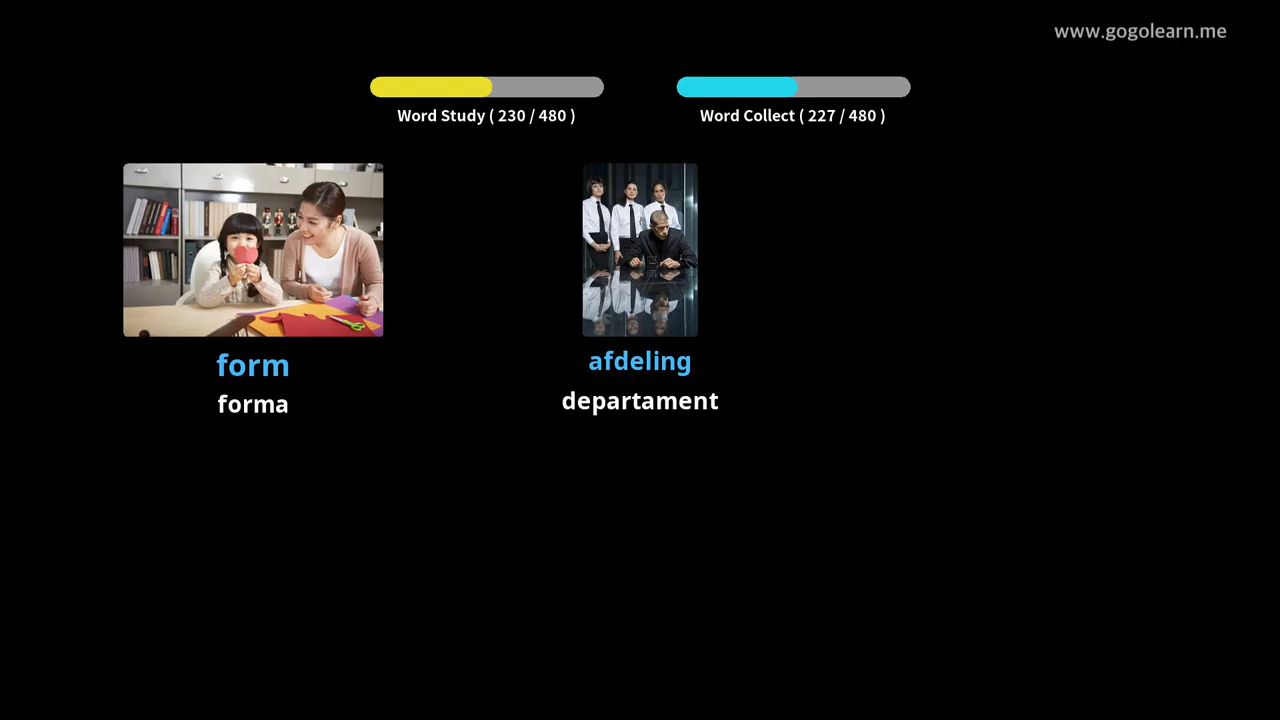 www.gogolearn.me
Word Study ( 230 / 480 )
Word Collect ( 227 / 480 )
form
forma
afdeling
departament